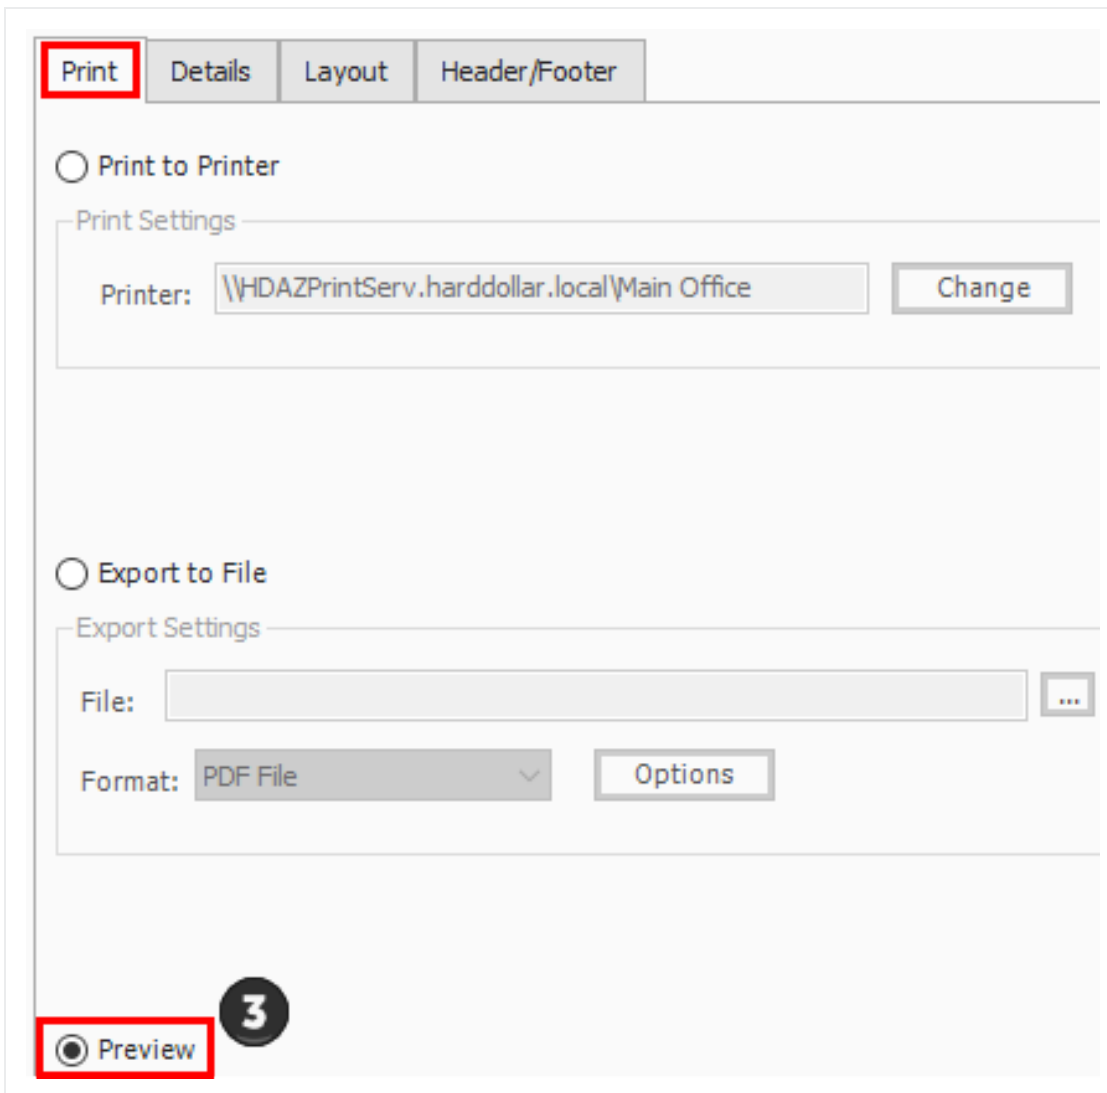 Print Details Layout Header/Footer
Print to Printer
Print Settings
Printer: \\HDAZPrintServ.harddollar.local\Main Office Change
Export to File
Export Settings
File: ...
Format: PDF File Options
3
Preview